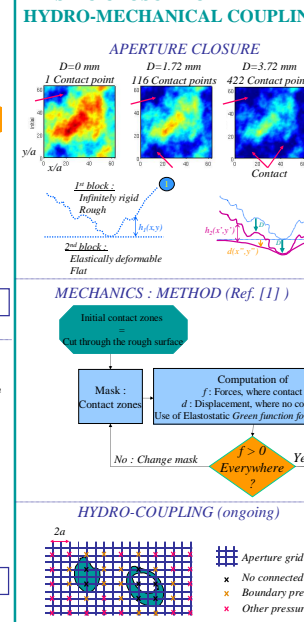 HYDRO-MECHANICAL COUPLIN
APERTURE CLOSURE
D=0 mm D=1.72 mm D=3.72 mm
1 Contact point 116 Contact points 422 Contact poin
y/a
x/a
Contact
1st block :
Infinitely rigid
Rough
h₁(x,y)
2nd block :
Elastically deformable
Flat
h₂(x',y')
d(x",y")
D
MECHANICS : METHOD (Ref. [1] )
Initial contact zones
=
Cut through the rough surface
Mask :
Contact zones
Computation of
f : Forces, where contact
d : Displacement, where no co
Use of Elastostatic Green function fo
f > 0
Everywhere
?
No : Change mask
Ye
HYDRO-COUPLING (ongoing)
2a
Aperture grid
x No connected
x Boundary pre
x Other pressur